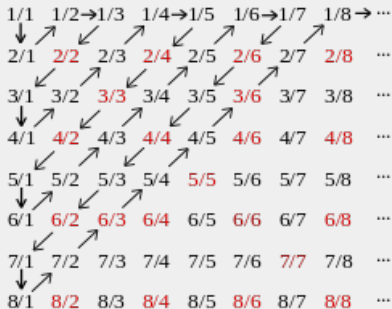 1/1 1/2→1/3 1/4→1/5 1/6→1/7 1/8→ ···
2/1 2/2 2/3 2/4 2/5 2/6 2/7 2/8 ···
3/1 3/2 3/3 3/4 3/5 3/6 3/7 3/8 ···
4/1 4/2 4/3 4/4 4/5 4/6 4/7 4/8 ···
5/1 5/2 5/3 5/4 5/5 5/6 5/7 5/8 ···
6/1 6/2 6/3 6/4 6/5 6/6 6/7 6/8 ···
7/1 7/2 7/3 7/4 7/5 7/6 7/7 7/8 ···
8/1 8/2 8/3 8/4 8/5 8/6 8/7 8/8 ···